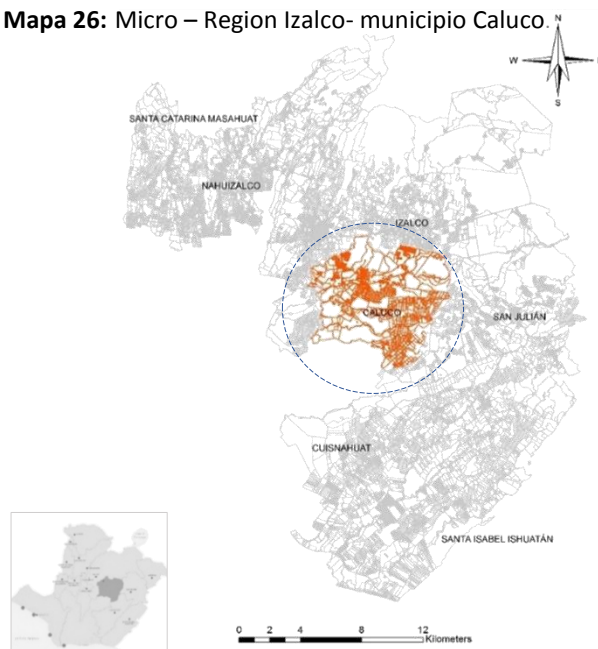 Mapa 26: Micro – Region Izalco- municipio Caluco.
N
W
S
SANTA CATARINA MASAHUAT
NAHUIZALCO
IZALCO
CALUCO
SAN JULIÁN
CUISNAHUAT
SANTA ISABEL ISHUATÁN
0 2 4 8 12
Kilometers